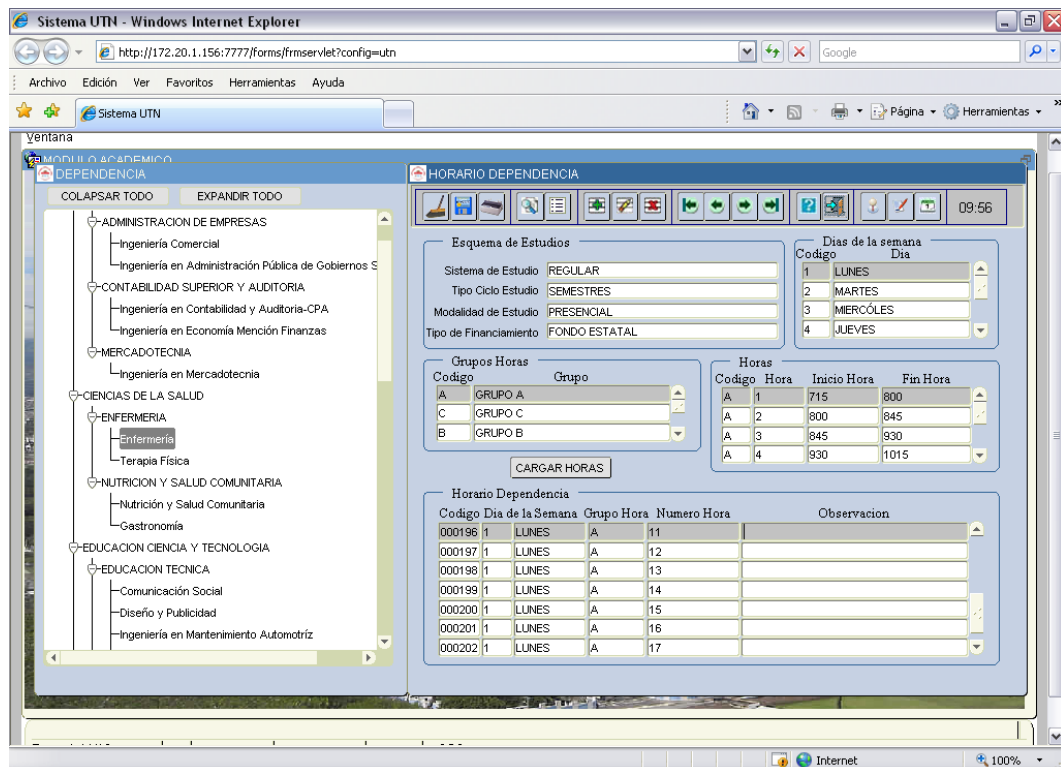 Sistema UTN - Windows Internet Explorer
http://172.20.1.156:7777/forms/frmservlet?config=utn
Google
Archivo Edición Ver Favoritos Herramientas Ayuda
Sistema UTN
Página Herramientas
Ventana
MODULO ACADEMICO
DEPENDENCIA
COLAPSAR TODO EXPANDIR TODO
ADMINISTRACION DE EMPRESAS
Ingeniería Comercial
Ingeniería en Administración Pública de Gobiernos S
CONTABILIDAD SUPERIOR Y AUDITORIA
Ingeniería en Contabilidad y Auditoria-CPA
Ingeniería en Economía Mención Finanzas
MERCADOTECNIA
Ingeniería en Mercadotecnia
CIENCIAS DE LA SALUD
ENFERMERIA
Enfermería
Terapia Física
NUTRICION Y SALUD COMUNITARIA
Nutrición y Salud Comunitaria
Gastronomía
EDUCACION CIENCIA Y TECNOLOGIA
EDUCACION TECNICA
Comunicación Social
Diseño y Publicidad
Ingeniería en Mantenimiento Automotríz
HORARIO DEPENDENCIA
09:56
Esquema de Estudios
Sistema de Estudio REGULAR
Tipo Ciclo Estudio SEMESTRES
Modalidad de Estudio PRESENCIAL
Tipo de Financiamiento FONDO ESTATAL
Dias de la semana
Codigo Dia
1 LUNES
2 MARTES
3 MIERCÓLES
4 JUEVES
Grupos Horas
Codigo Grupo
A GRUPO A
C GRUPO C
B GRUPO B
Horas
Codigo Hora Inicio Hora Fin Hora
A 1 715 800
A 2 800 845
A 3 845 930
A 4 930 1015
CARGAR HORAS
Horario Dependencia
Codigo Dia de la Semana Grupo Hora Numero Hora Observacion
000196 1 LUNES A 11
000197 1 LUNES A 12
000198 1 LUNES A 13
000199 1 LUNES A 14
000200 1 LUNES A 15
000201 1 LUNES A 16
000202 1 LUNES A 17
Internet 100%